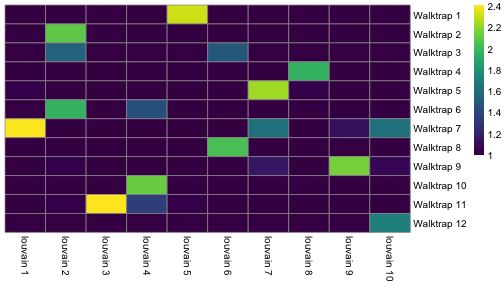 Walktrap 1
Walktrap 2
Walktrap 3
Walktrap 4
Walktrap 5
Walktrap 6
Walktrap 7
Walktrap 8
Walktrap 9
Walktrap 10
Walktrap 11
Walktrap 12
louvain 1
louvain 2
louvain 3
louvain 4
louvain 5
louvain 6
louvain 7
louvain 8
louvain 9
louvain 10
2.4
2.2
2
1.8
1.6
1.4
1.2
1